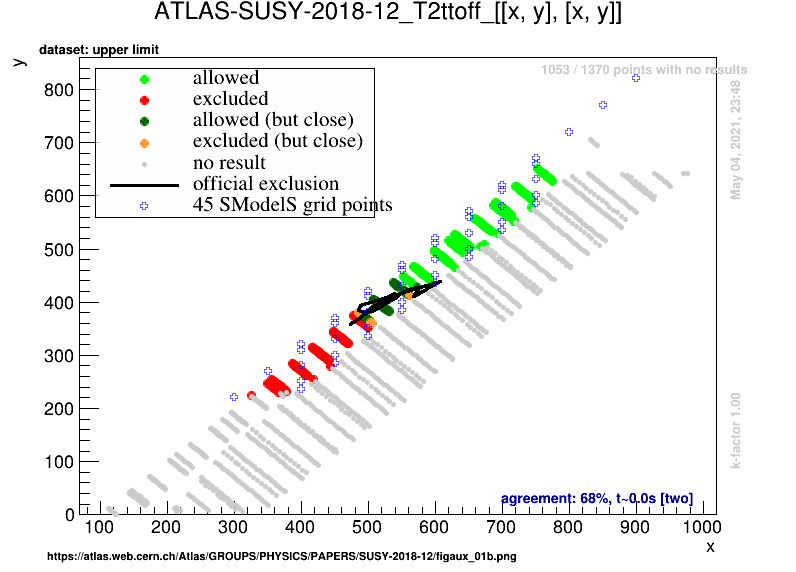 ATLAS-SUSY-2018-12_T2ttoff_[[x, y], [x, y]]
dataset: upper limit
y
1053 / 1370 points with no results
allowed
excluded
allowed (but close)
excluded (but close)
no result
official exclusion
45 SModelS grid points
May 04, 2021, 23:48
k-factor 1.00
800
700
600
500
400
300
200
100
0
agreement: 68%, t~0.0s [two]
100 200 300 400 500 600 700 800 900 1000
x
https://atlas.web.cern.ch/Atlas/GROUPS/PHYSICS/PAPERS/SUSY-2018-12/figaux_01b.png